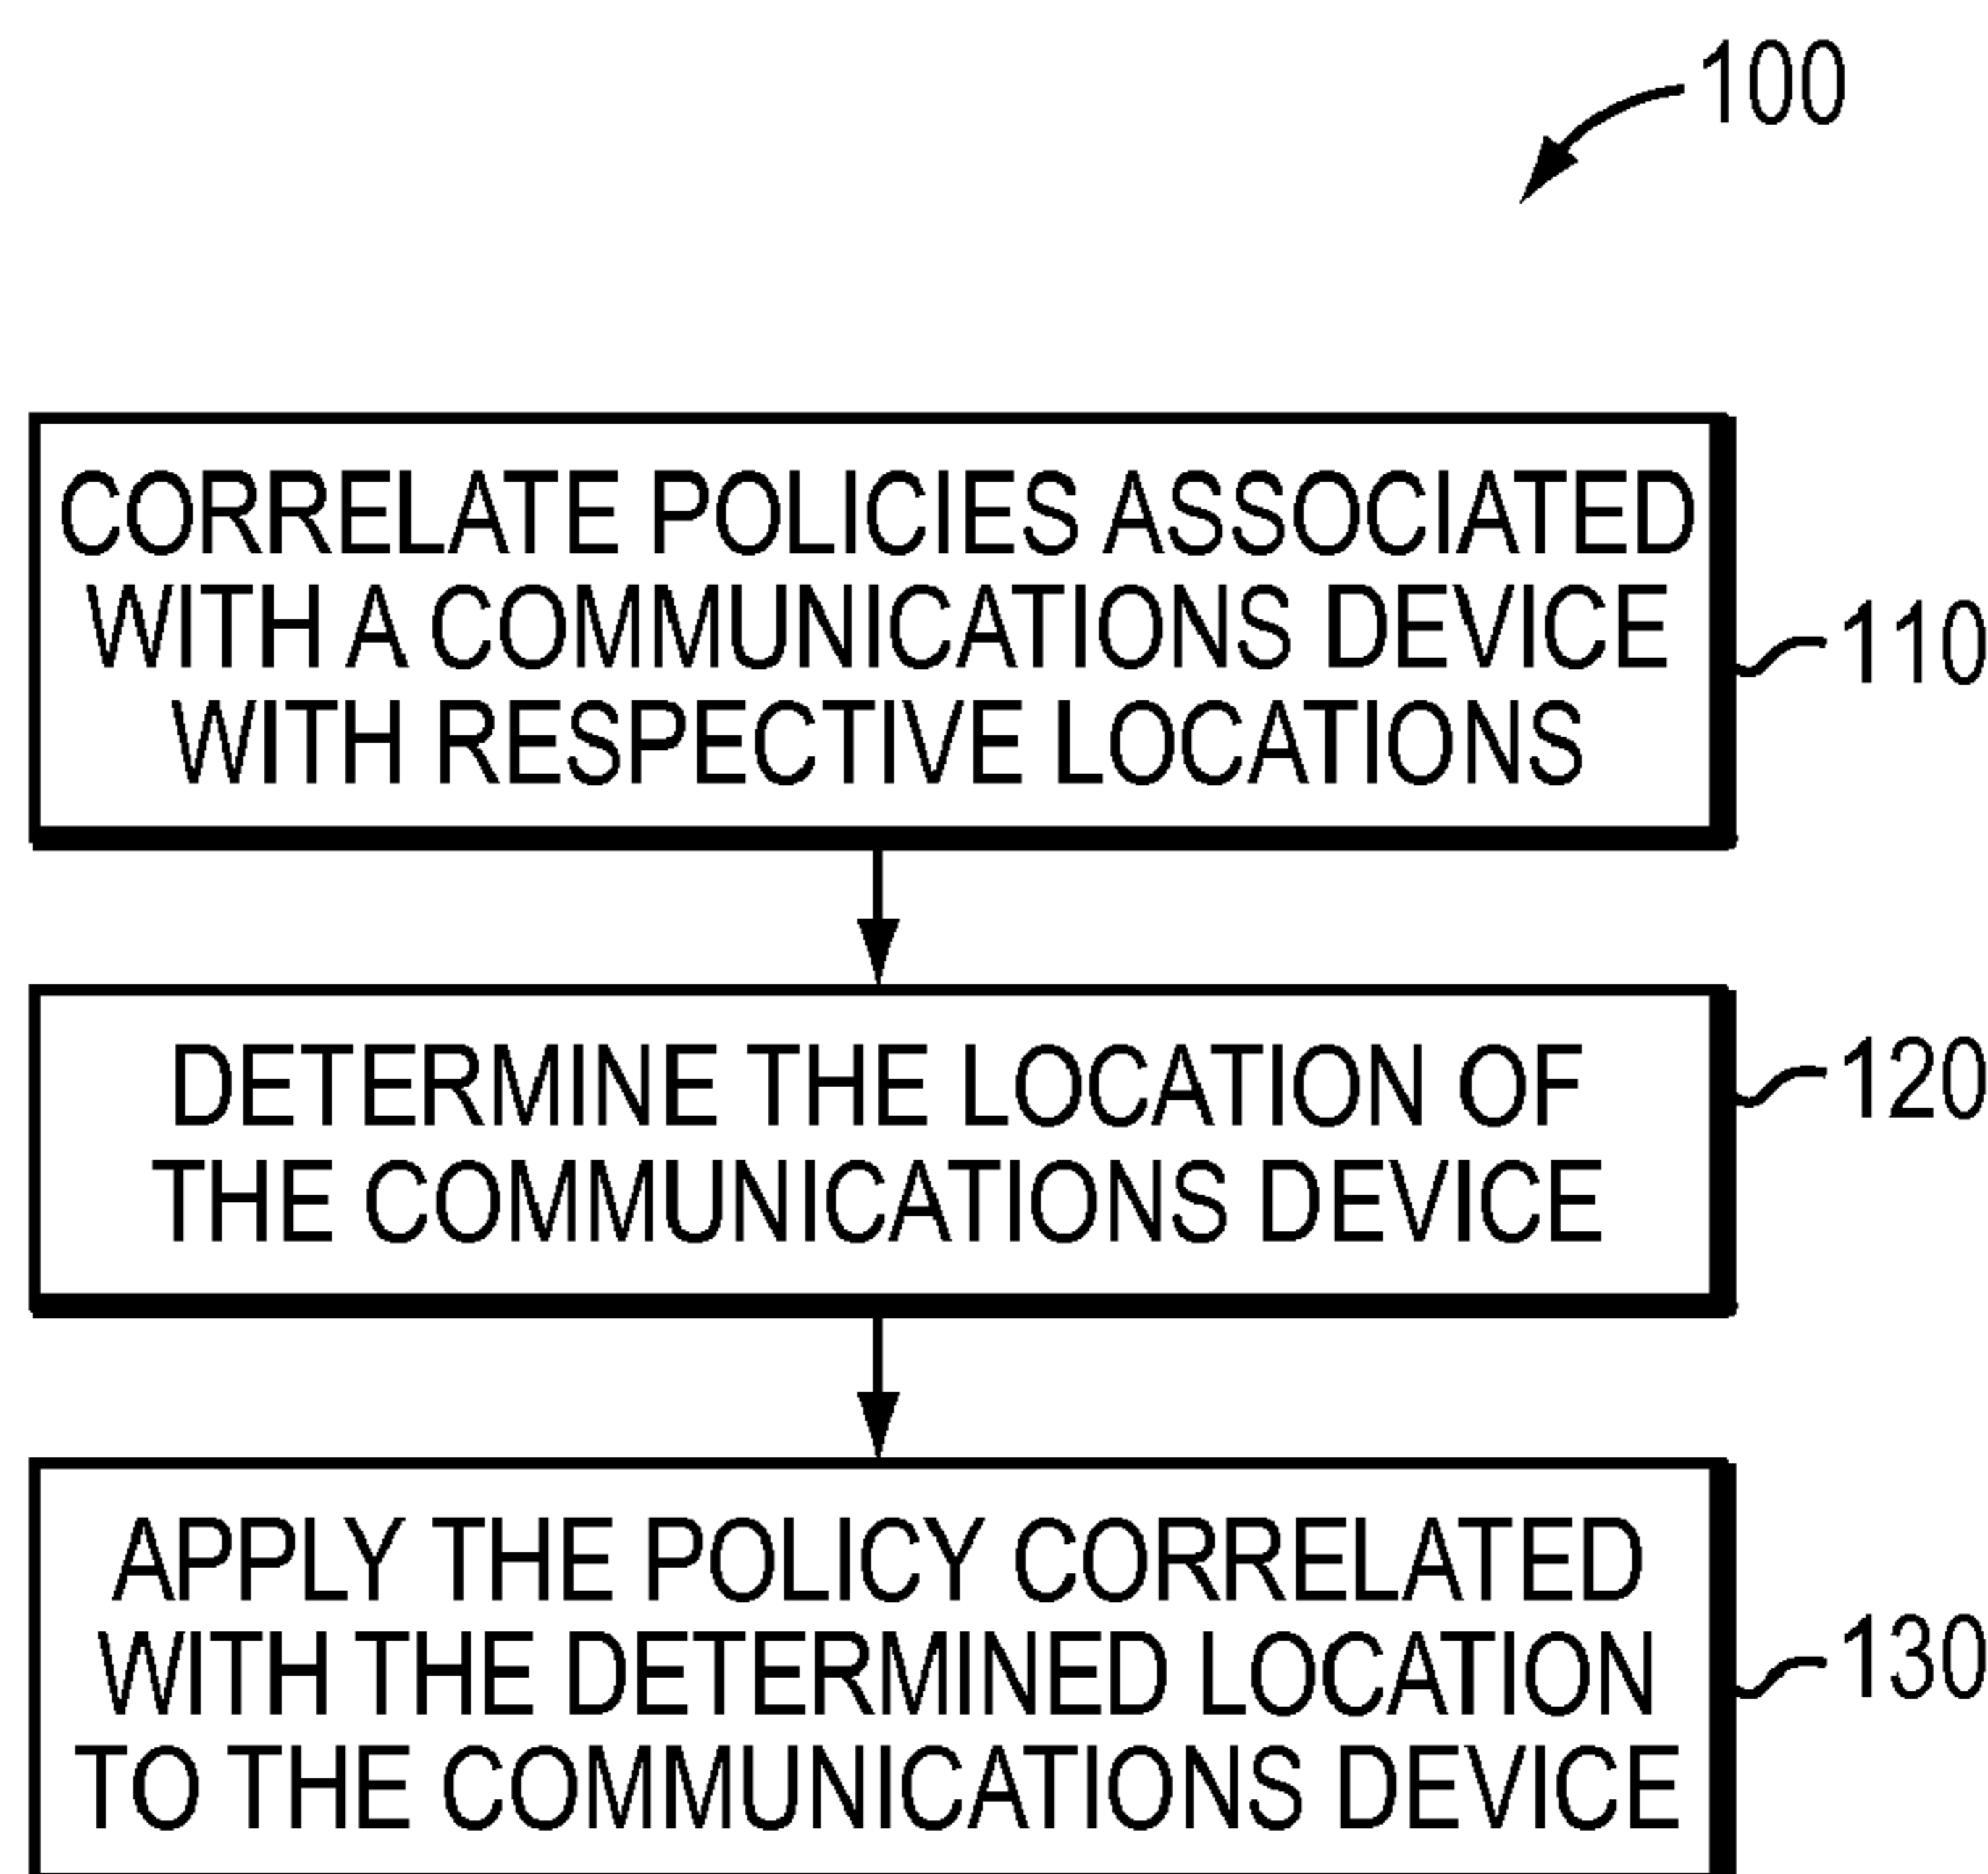 100
CORRELATE POLICIES ASSOCIATED
WITH A COMMUNICATIONS DEVICE
WITH RESPECTIVE LOCATIONS
110
DETERMINE THE LOCATION OF
THE COMMUNICATIONS DEVICE
120
APPLY THE POLICY CORRELATED
WITH THE DETERMINED LOCATION
TO THE COMMUNICATIONS DEVICE
130